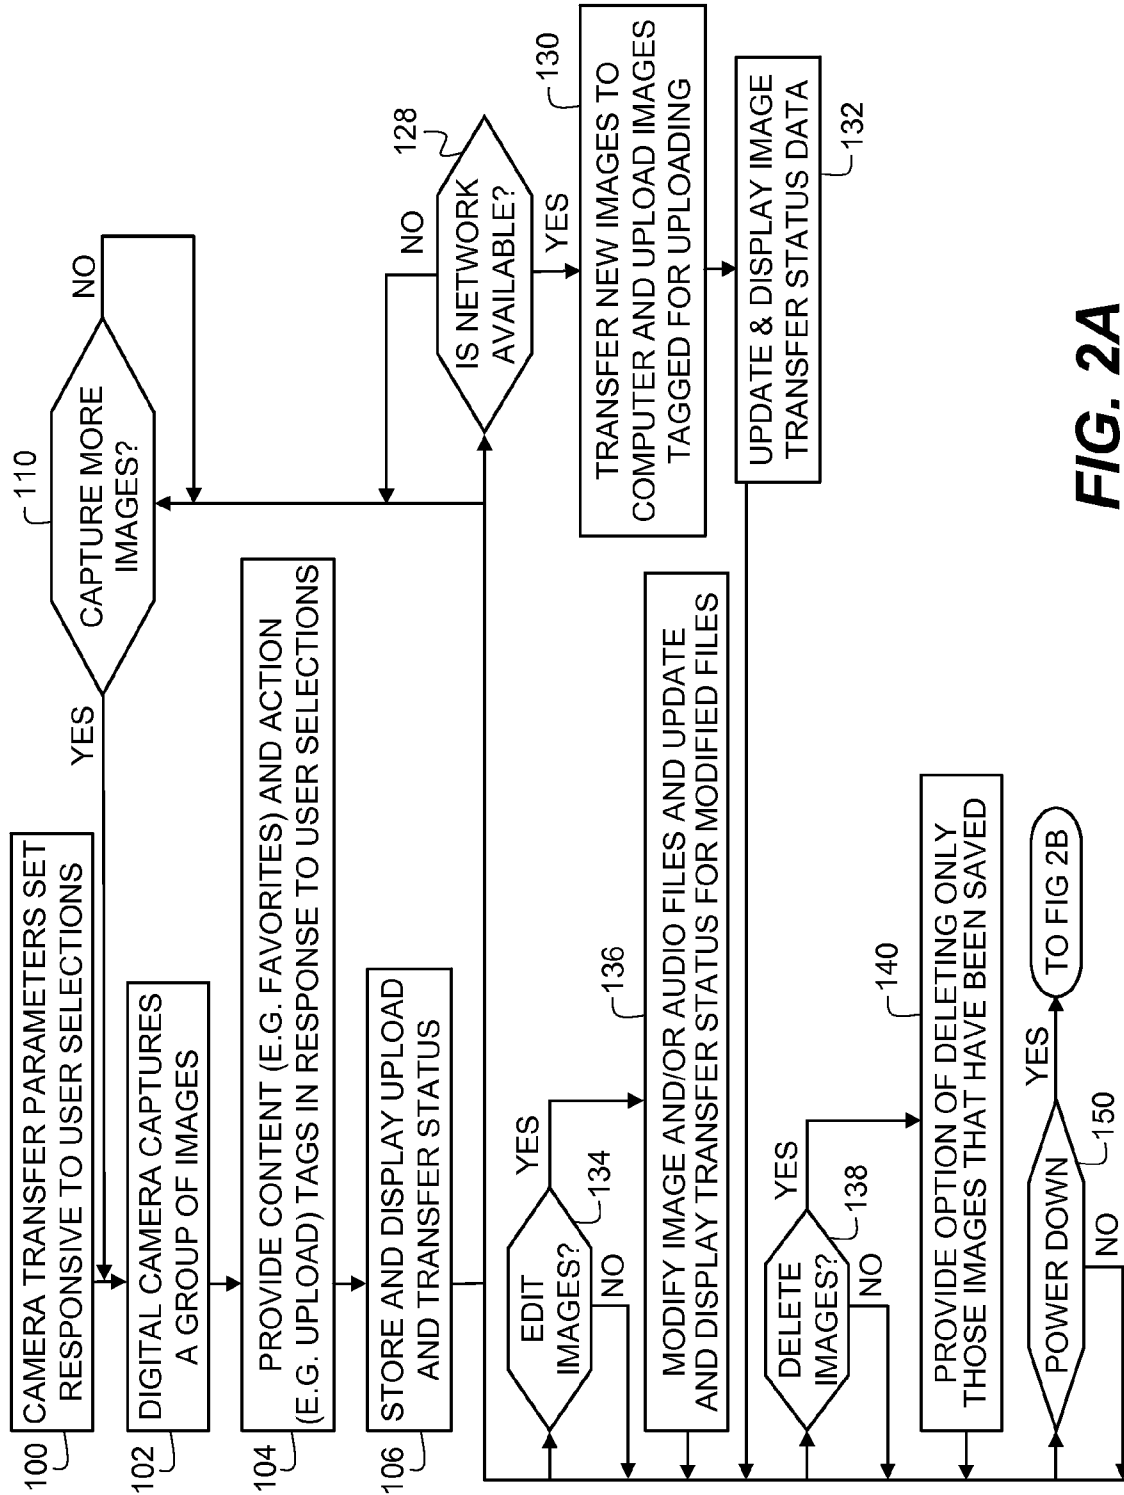 100
CAMERA TRANSFER PARAMETERS SET
RESPONSIVE TO USER SELECTIONS
102
DIGITAL CAMERA CAPTURES
A GROUP OF IMAGES
104
PROVIDE CONTENT (E.G. FAVORITES) AND ACTION
(E.G. UPLOAD) TAGS IN RESPONSE TO USER SELECTIONS
106
STORE AND DISPLAY UPLOAD
AND TRANSFER STATUS
110
CAPTURE MORE
IMAGES?
YES
NO
128
IS NETWORK
AVAILABLE?
NO
YES
130
TRANSFER NEW IMAGES TO
COMPUTER AND UPLOAD IMAGES
TAGGED FOR UPLOADING
UPDATE & DISPLAY IMAGE
TRANSFER STATUS DATA
132
EDIT
IMAGES?
134
YES
NO
136
MODIFY IMAGE AND/OR AUDIO FILES AND UPDATE
AND DISPLAY TRANSFER STATUS FOR MODIFIED FILES
DELETE
IMAGES?
138
YES
NO
140
PROVIDE OPTION OF DELETING ONLY
THOSE IMAGES THAT HAVE BEEN SAVED
POWER DOWN
150
YES
NO
TO FIG 2B
FIG. 2A